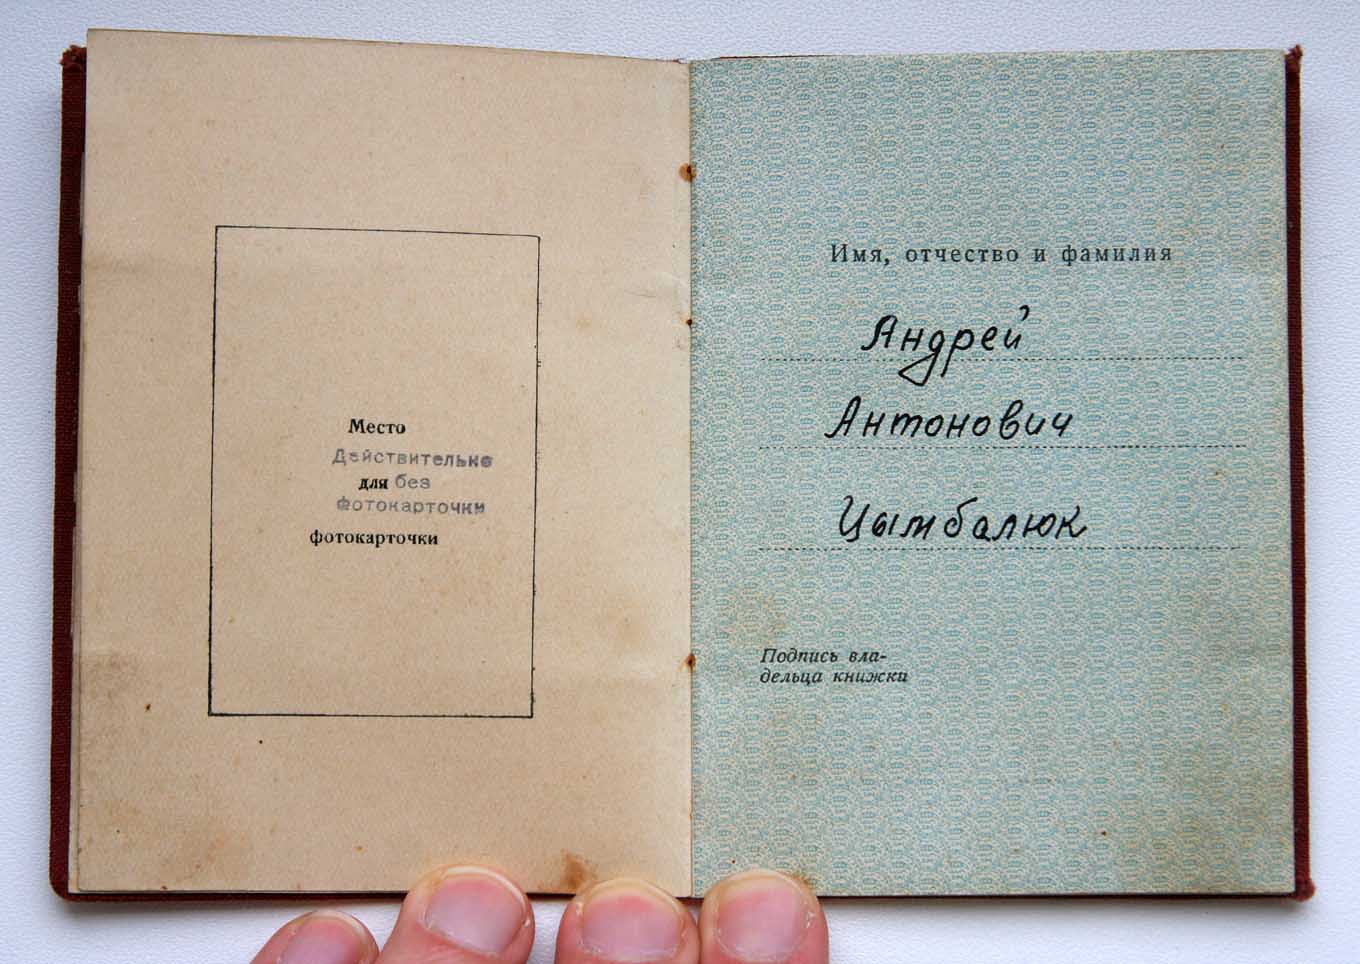 Место
Действительно
для без
фотокарточки
фотокарточки
Имя, отчество и фамилия
Андрей
Антонович
Цымбалюк
Подпись вла-
дельца книжки